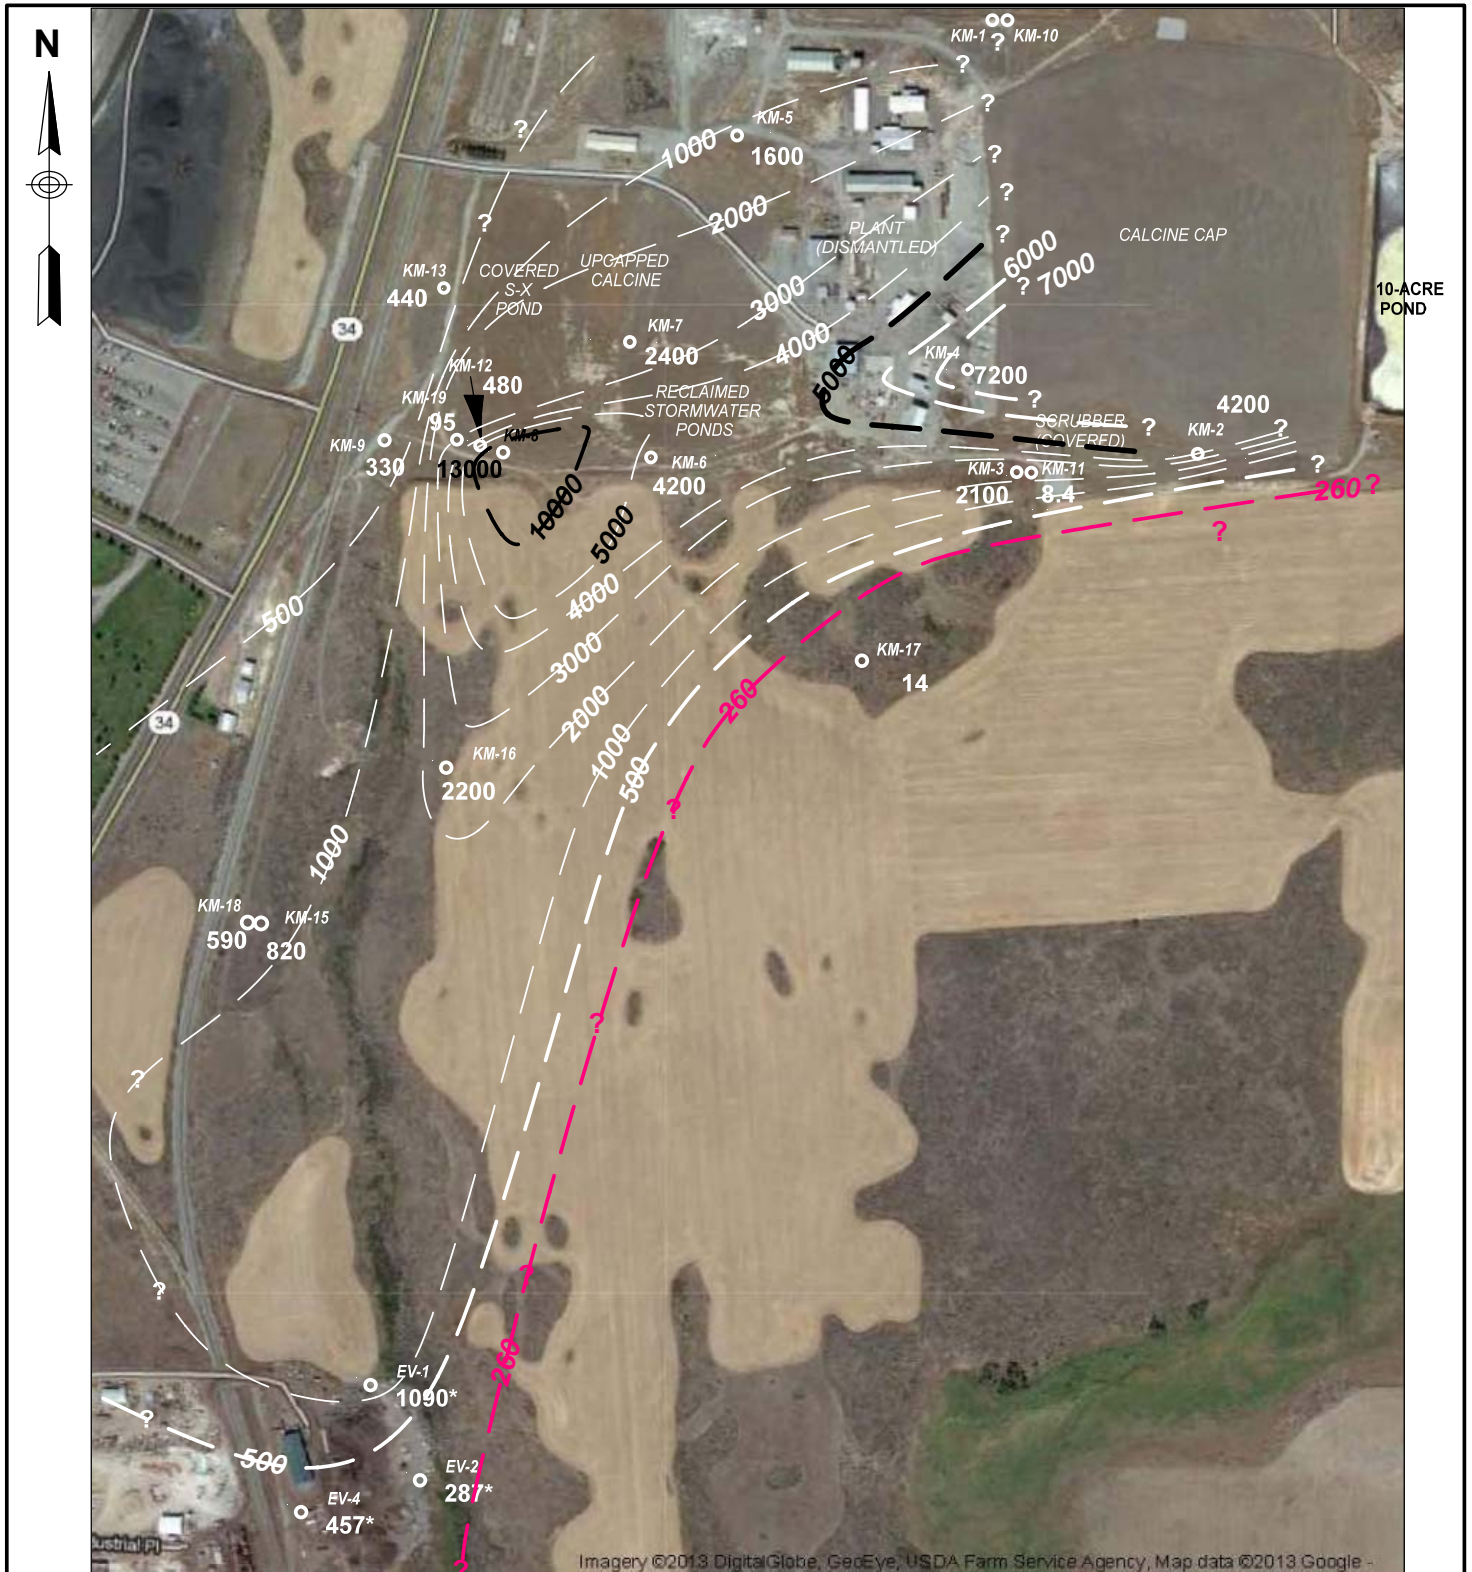 N
KM-1
KM-10
?
?
?
?
KM-5
1000
1600
?
?
2000
?
?
PLANT
(DISMANTLED)
CALCINE CAP
6000
7000
?
UPCAPPED
CALCINE
COVERED
S-X
POND
KM-13
440
3000
10-ACRE
POND
34
KM-7
2400
4000
5000
KM-4
7200
KM-12
480
KM-19
95
RECLAIMED
STORMWATER
PONDS
?
SCRUBBER
(COVERED)
?
4200
KM-2
?
KM-9
330
KM-8
13000
KM-6
4200
KM-3
2100
KM-11
8.4
?
260
?
?
10000
5000
4000
500
3000
KM-17
14
260
2000
34
1000
500
KM-16
2200
?
1000
KM-18
590
KM-15
820
?
?
?
?
260
EV-1
1090*
?
500
EV-2
287*
EV-4
457*
ustrial Pl
?
Imagery ©2013 DigitalGlobe, GeoEye, USDA Farm Service Agency, Map data ©2013 Google -